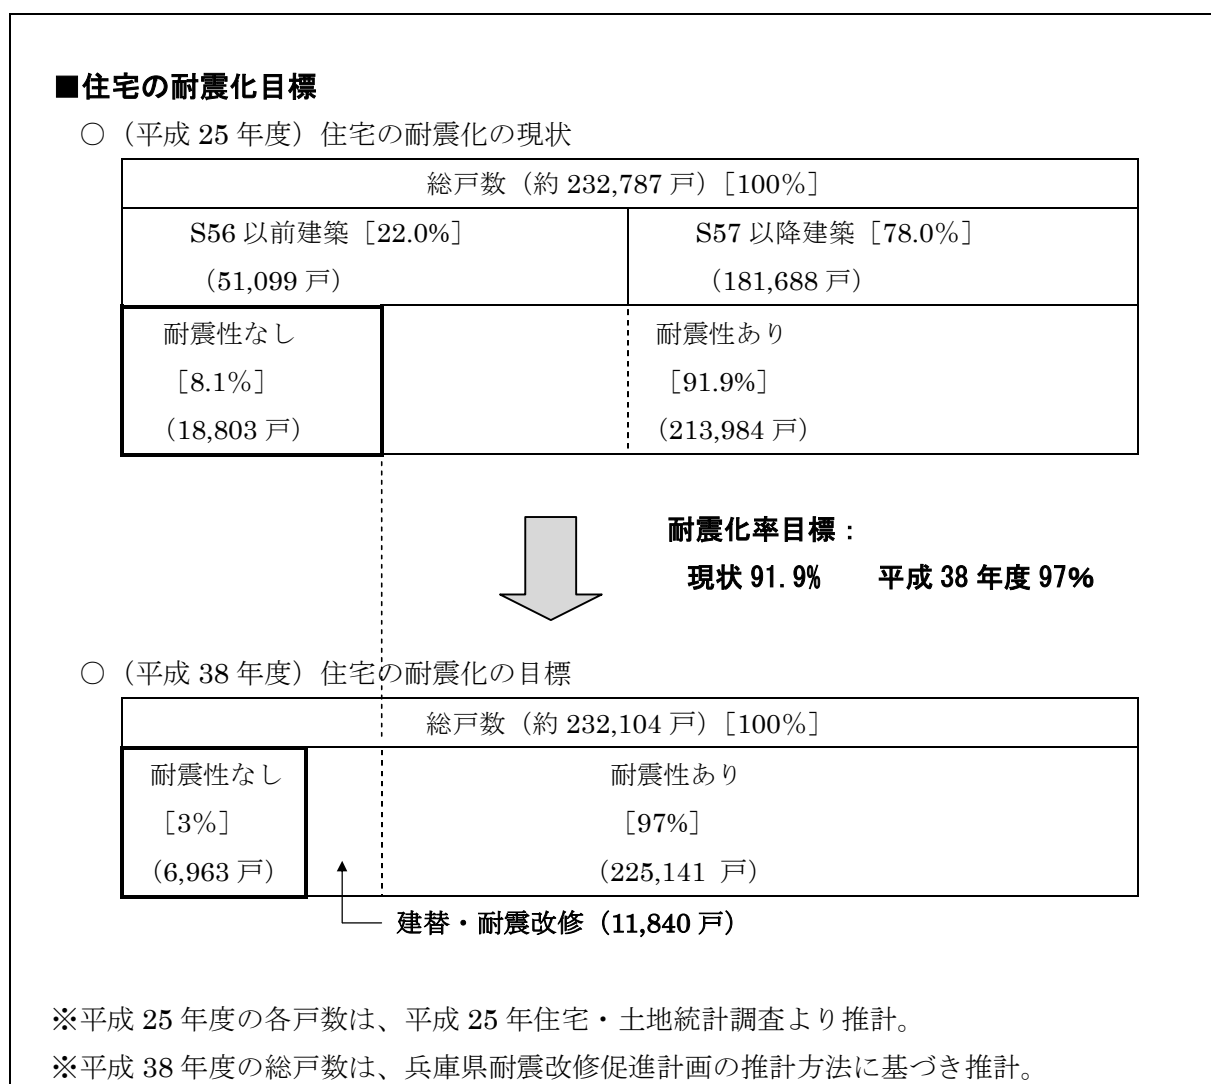 ■住宅の耐震化目標
○（平成 25 年度）住宅の耐震化の現状
総戸数（約 232,787 戸）［100％］
S56 以前建築［22.0%］
（51,099 戸）
S57 以降建築［78.0％］
（181,688 戸）
耐震性なし
［8.1％］
（18,803 戸）
耐震性あり
［91.9%］
（213,984 戸）
耐震化率目標：
現状 91.9%　　平成 38 年度 97％
○（平成 38 年度）住宅の耐震化の目標
総戸数（約 232,104 戸）［100％］
耐震性なし
［3％］
（6,963 戸）
耐震性あり
［97%］
（225,141 戸）
建替・耐震改修（11,840 戸）
※平成 25 年度の各戸数は、平成 25 年住宅・土地統計調査より推計。
※平成 38 年度の総戸数は、兵庫県耐震改修促進計画の推計方法に基づき推計。